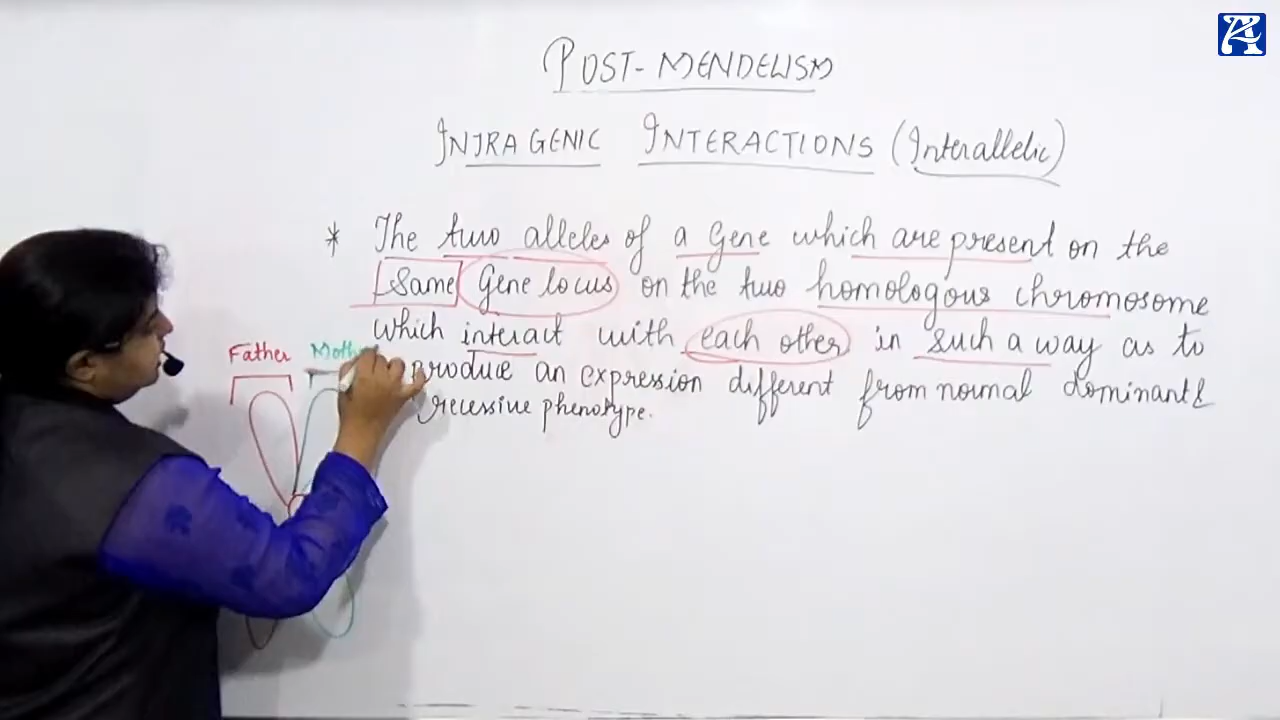 POST-MENDELISM
INTRAGENIC INTERACTIONS (Interallelic)
* The two alleles of a Gene which are present on the
Same Gene locus on the two homologous chromosome
which interact with each other in such a way as to
produce an expression different from normal dominant &
recessive phenotype.
Father